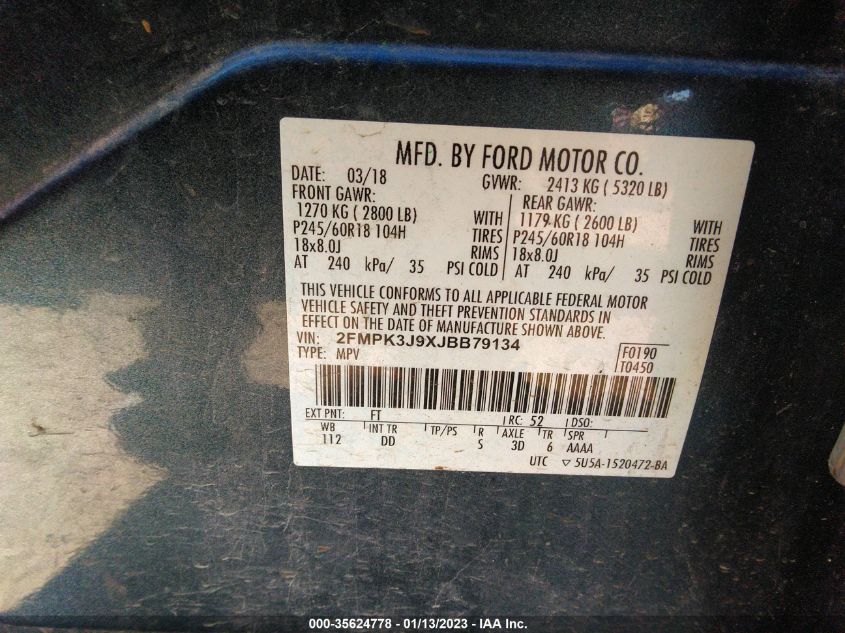 MFD. BY FORD MOTOR CO.
DATE: 03/18 GVWR: 2413 KG ( 5320 LB)
FRONT GAWR: REAR GAWR:
1270 KG ( 2800 LB) WITH 1179 KG ( 2600 LB) WITH
P245/60R18 104H TIRES P245/60R18 104H TIRES
18x8.0J RIMS 18x8.0J RIMS
AT 240 kPa/ 35 PSI COLD AT 240 kPa/ 35 PSI COLD
THIS VEHICLE CONFORMS TO ALL APPLICABLE FEDERAL MOTOR
VEHICLE SAFETY AND THEFT PREVENTION STANDARDS IN
EFFECT ON THE DATE OF MANUFACTURE SHOWN ABOVE.
VIN: 2FMPK3J9XJBB79134 F0190
TYPE: MPV T0450
EXT PNT: FT RC: 52 DSO:
WB INT TR TP/PS R AXLE TR SPR
112 DD S 3D 6 AAAA
UTC ▽ 5U5A-1520472-BA
000-35624778 - 01/13/2023 - IAA Inc.